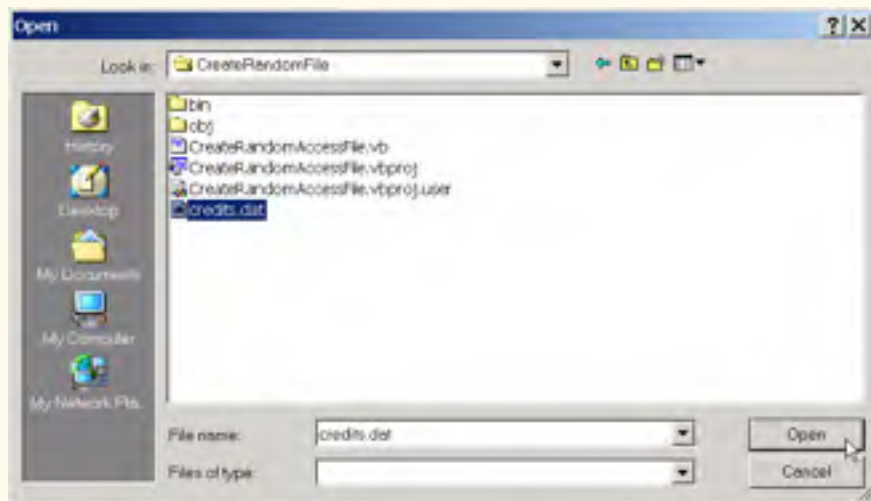 Open
Look in: CreateRandomFile
History
Desktop
My Documents
My Computer
My Network Pla..
bin
obj
CreateRandomAccessFile.vb
CreateRandomAccessFile.vbproj
CreateRandomAccessFile.vbproj.user
credits.dat
File name: credits.dat Open
Files of type: Cancel